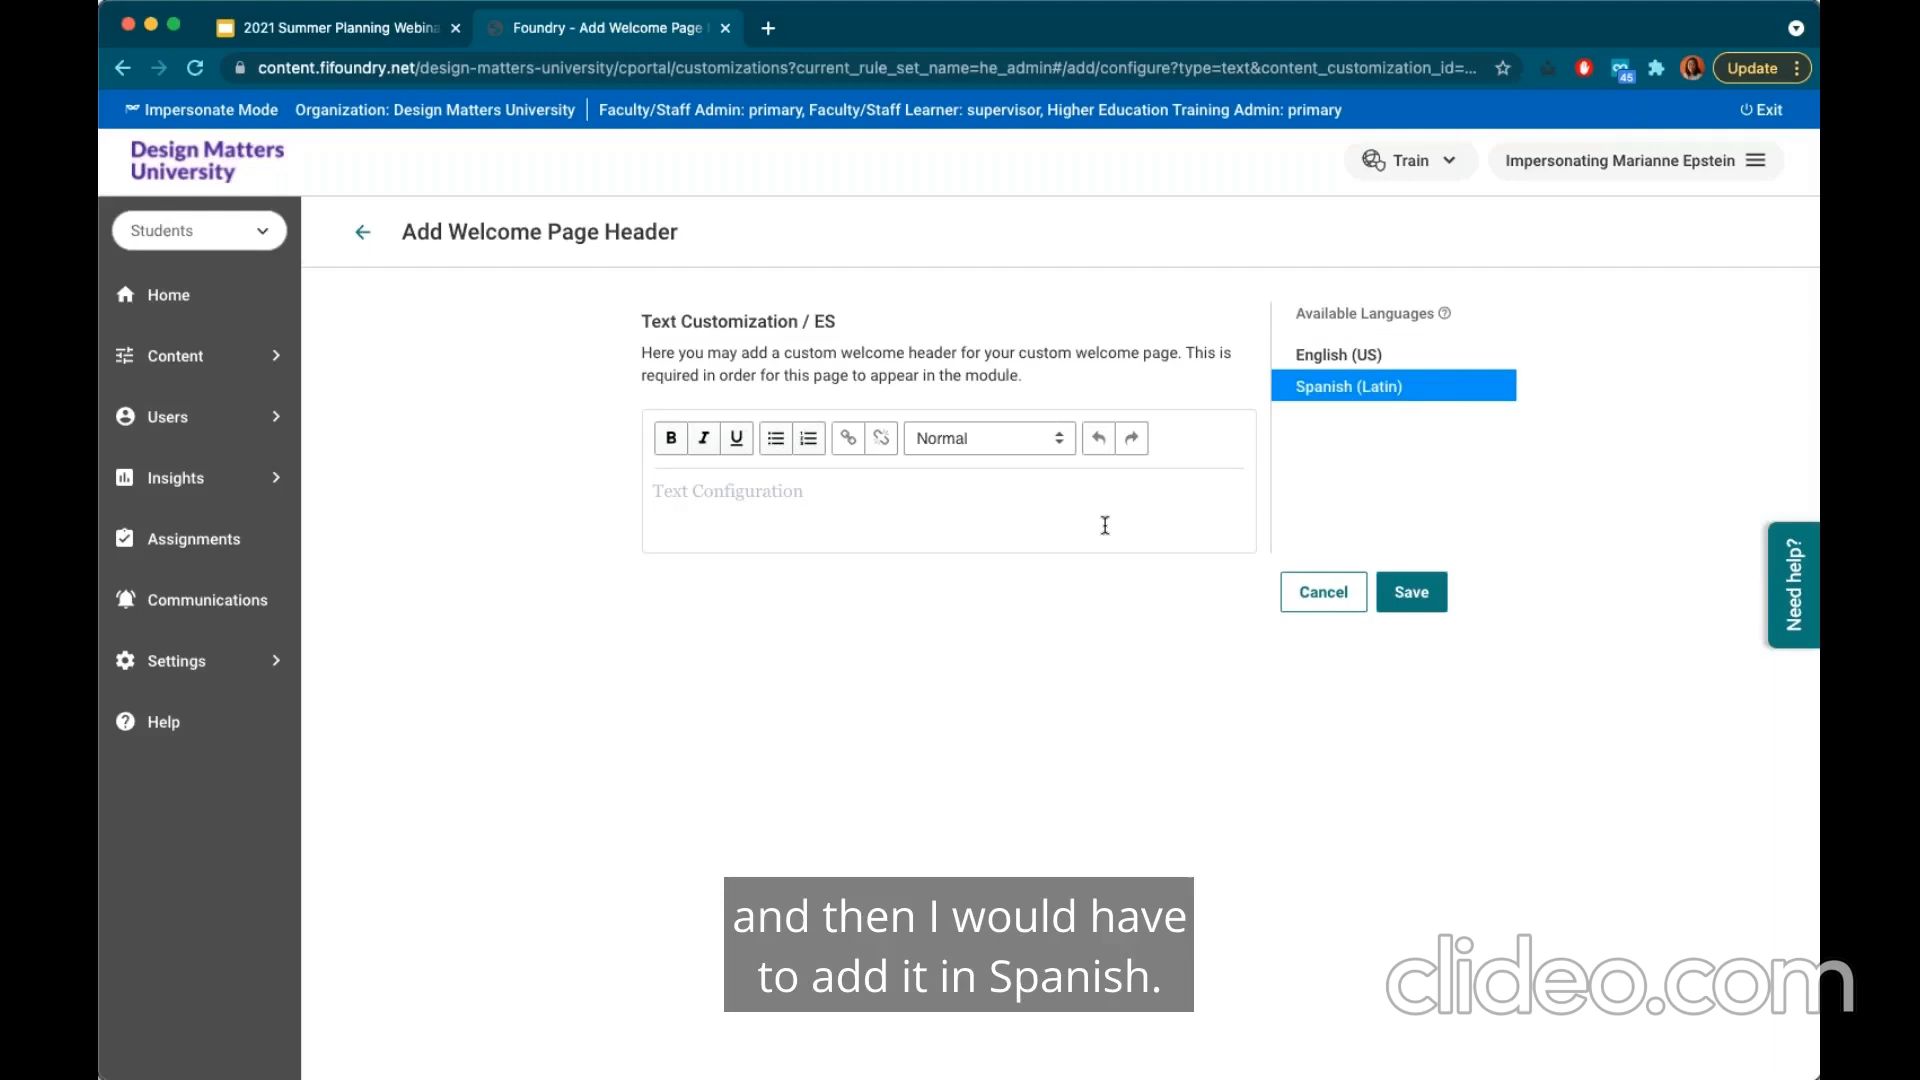 2021 Summer Planning Webina
Foundry - Add Welcome Page
content.fifoundry.net/design-matters-university/cportal/customizations?current_rule_set_name=he_admin#/add/configure?type=text&content_customization_id=...
45
Update
Impersonate Mode
Organization: Design Matters University
Faculty/Staff Admin: primary, Faculty/Staff Learner: supervisor, Higher Education Training Admin: primary
Exit
Design Matters
University
Train
Impersonating Marianne Epstein
Students
Add Welcome Page Header
Home
Content
Users
Insights
Assignments
Communications
Settings
Help
Text Customization / ES
Here you may add a custom welcome header for your custom welcome page. This is
required in order for this page to appear in the module.
B I U
Normal
Text Configuration
Available Languages
English (US)
Spanish (Latin)
Cancel
Save
Need help?
and then I would have
to add it in Spanish.
clideo.com